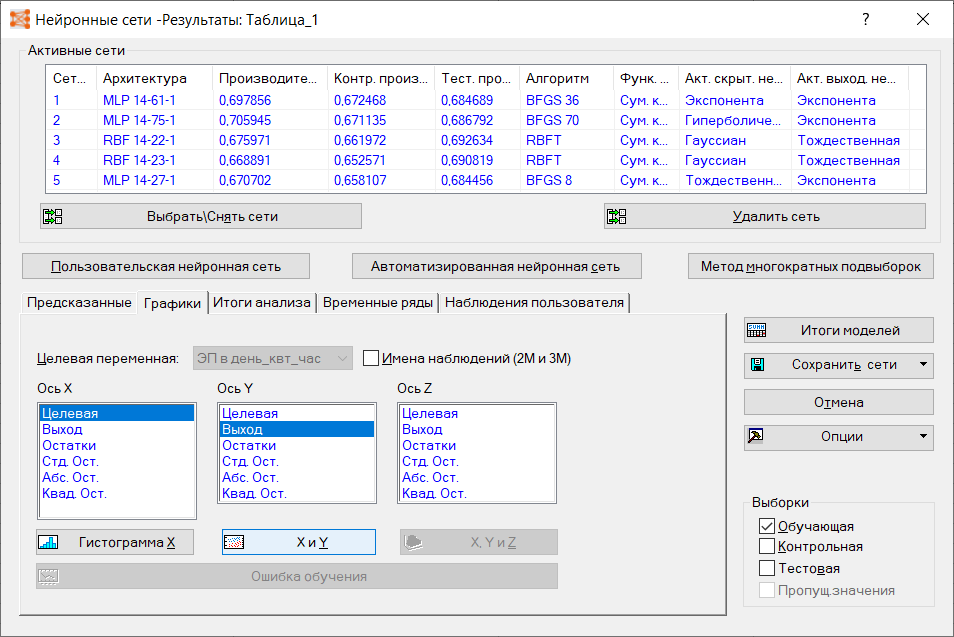 Нейронные сети -Результаты: Таблица_1
?
Активные сети
Сет... Архитектура Производите... Контр. произ... Тест. про... Алгоритм Функ. ... Акт. скрыт. не... Акт. выход. не...
1 MLP 14-61-1 0,697856 0,672468 0,684689 BFGS 36 Сум. к... Экспонента Экспонента
2 MLP 14-75-1 0,705945 0,671135 0,686792 BFGS 70 Сум. к... Гиперболиче... Экспонента
3 RBF 14-22-1 0,675971 0,661972 0,692634 RBFT Сум. к... Гауссиан Тождественная
4 RBF 14-23-1 0,668891 0,652571 0,690819 RBFT Сум. к... Гауссиан Тождественная
5 MLP 14-27-1 0,670702 0,658107 0,684456 BFGS 8 Сум. к... Тождественн... Экспонента
Выбрать\Снять сети Удалить сеть
Пользовательская нейронная сеть Автоматизированная нейронная сеть Метод многократных подвыборок
Предсказанные Графики Итоги анализа Временные ряды Наблюдения пользователя
Целевая переменная: ЭП в день_квт_час Имена наблюдений (2М и 3М)
Ось X Ось Y Ось Z
Целевая Целевая Целевая
Выход Выход Выход
Остатки Остатки Остатки
Стд. Ост. Стд. Ост. Стд. Ост.
Абс. Ост. Абс. Ост. Абс. Ост.
Квад. Ост. Квад. Ост. Квад. Ост.
Гистограмма X X и Y X, Y и Z
Ошибка обучения
Итоги моделей
Сохранить сети
Отмена
Опции
Выборки
Обучающая
Контрольная
Тестовая
Пропущ.значения